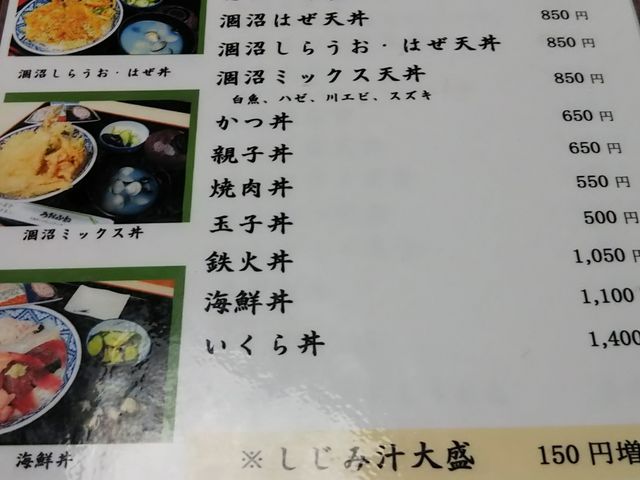 涸沼はぜ天丼 850円
涸沼しらうお・はぜ天丼 850円
涸沼ミックス天丼 850円
白魚、ハゼ、川エビ、スズキ
かつ丼 650円
親子丼 650円
焼肉丼 550円
玉子丼 500円
鉄火丼 1,050円
海鮮丼 1,100
いくら丼 1,400
※しじみ汁大盛 150円増
涸沼しらうお・はぜ丼
涸沼ミックス丼
海鮮丼